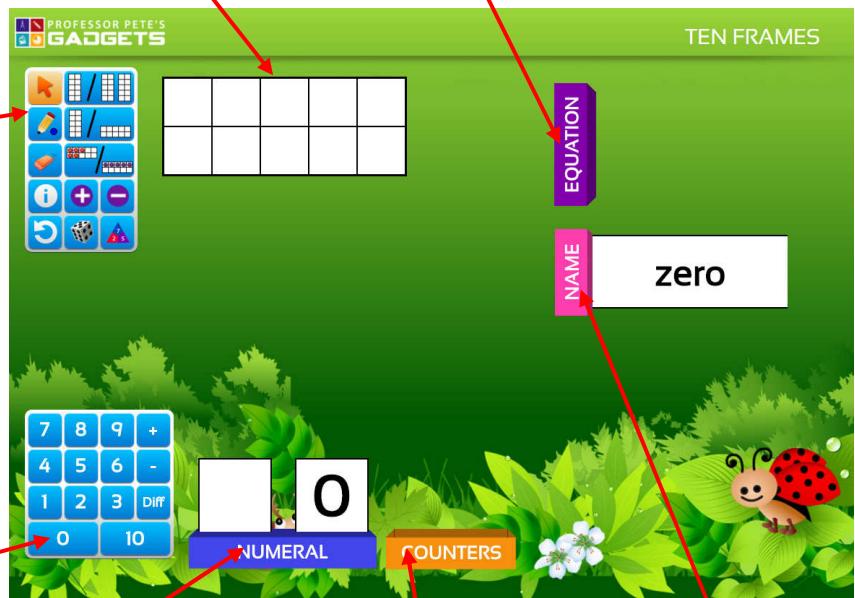 PROFESSOR PETE'S
GADGETS
TEN FRAMES
EQUATION
NAME
zero
7 8 9 +
4 5 6 -
1 2 3 Diff
0 10
0
NUMERAL
COUNTERS